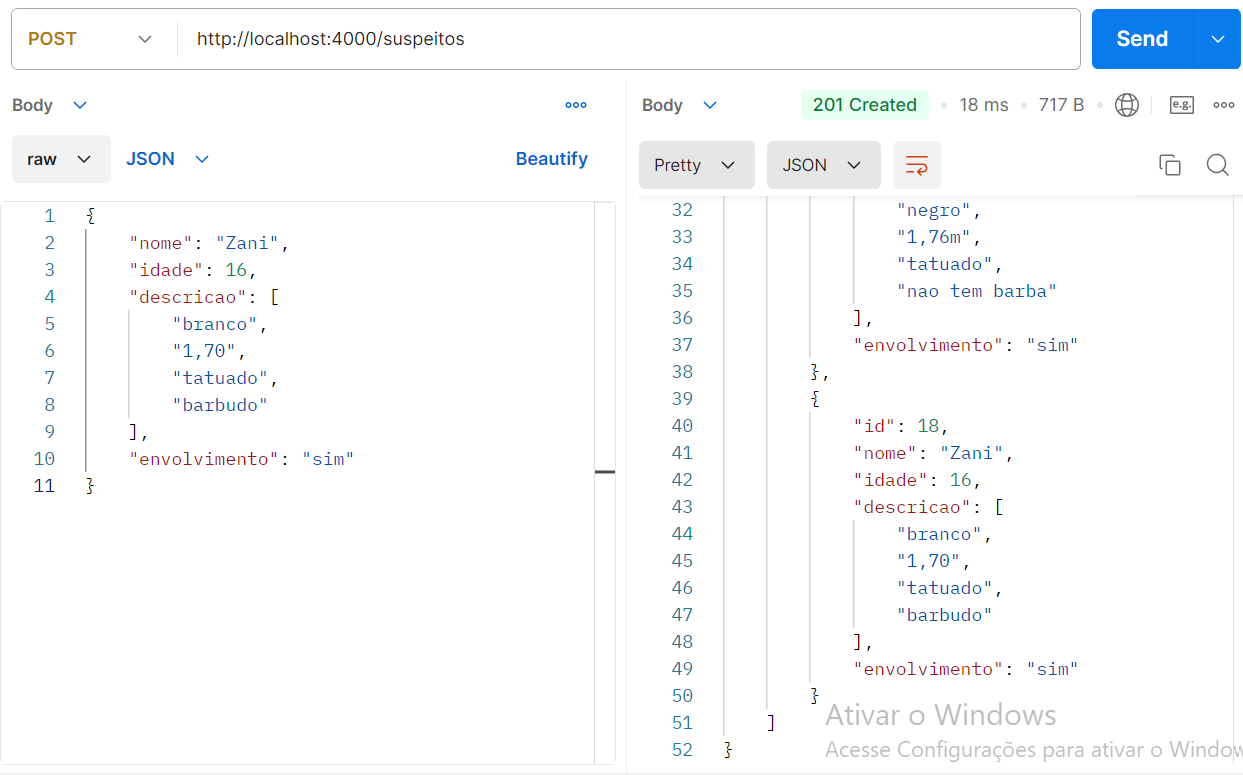 POST http://localhost:4000/suspeitos Send
Body
raw JSON Beautify
1 {
2 "nome": "Zani",
3 "idade": 16,
4 "descricao": [
5 "branco",
6 "1,70",
7 "tatuado",
8 "barbudo"
9 ],
10 "envolvimento": "sim"
11 }
Body 201 Created 18 ms 717 B e.g.
Pretty JSON
32 "negro",
33 "1,76m",
34 "tatuado",
35 "nao tem barba"
36 ],
37 "envolvimento": "sim"
38 },
39 {
40 "id": 18,
41 "nome": "Zani",
42 "idade": 16,
43 "descricao": [
44 "branco",
45 "1,70",
46 "tatuado",
47 "barbudo"
48 ],
49 "envolvimento": "sim"
50 }
51 ]
52 }
Ativar o Windows
Acesse Configurações para ativar o Window